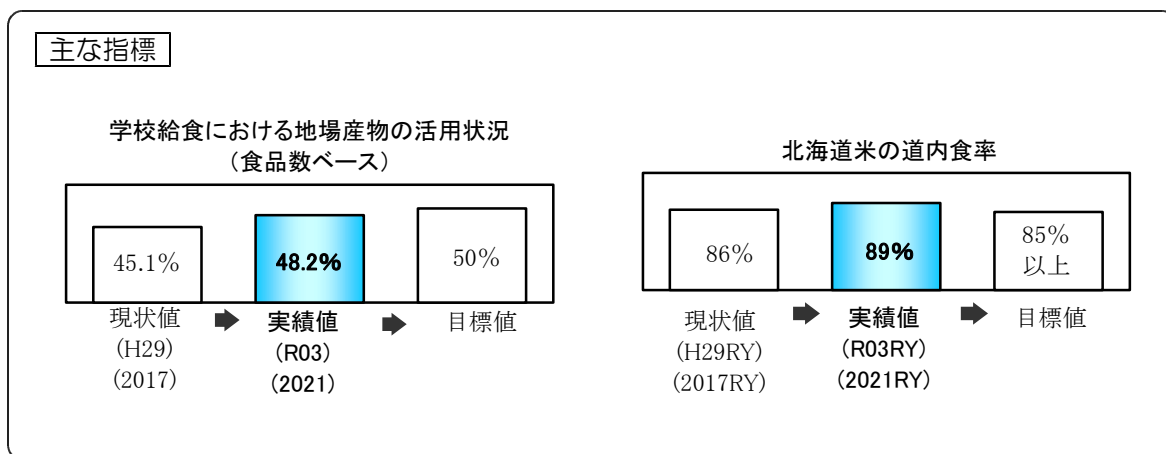 主な指標
学校給食における地場産物の活用状況
（食品数ベース）
45.1%
48.2%
50%
現状値
(H29)
(2017)
実績値
(R03)
(2021)
目標値
北海道米の道内食率
86%
89%
85%
以上
現状値
(H29RY)
(2017RY)
実績値
(R03RY)
(2021RY)
目標値